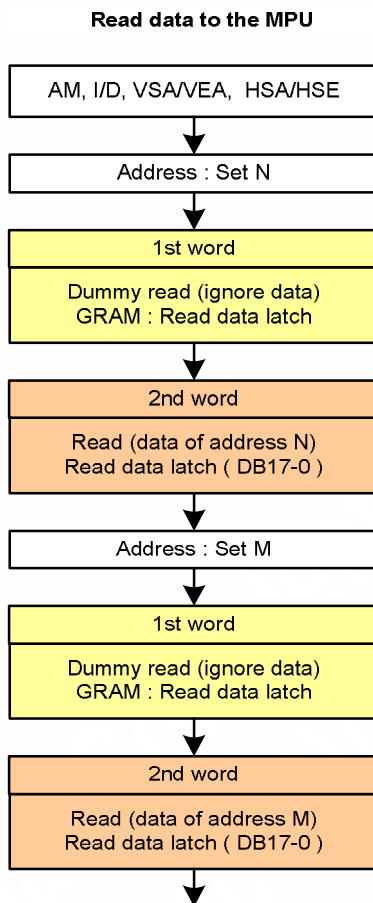 Read data to the MPU
AM, I/D, VSA/VEA, HSA/HSE
Address : Set N
1st word
Dummy read (ignore data)
GRAM : Read data latch
2nd word
Read (data of address N)
Read data latch ( DB17-0 )
Address : Set M
1st word
Dummy read (ignore data)
GRAM : Read data latch
2nd word
Read (data of address M)
Read data latch ( DB17-0 )